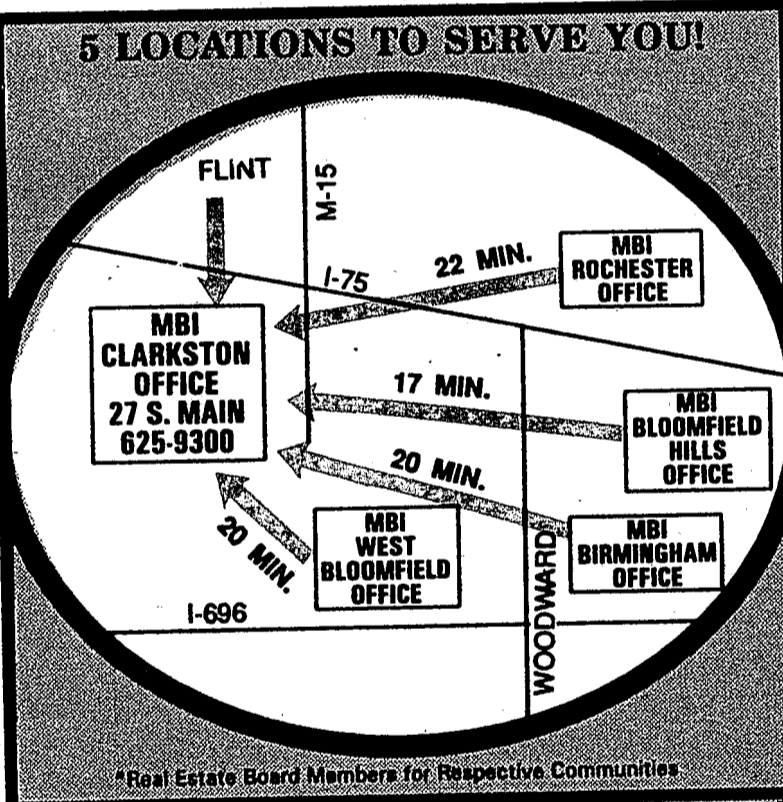 5 LOCATIONS TO SERVE YOU!
FLINT
M-15
I-75
22 MIN.
MBI
ROCHESTER
OFFICE
MBI
CLARKSTON
OFFICE
27 S. MAIN
625-9300
17 MIN.
MBI
BLOOMFIELD
HILLS
OFFICE
20 MIN.
MBI
BIRMINGHAM
OFFICE
20 MIN.
MBI
WEST
BLOOMFIELD
OFFICE
I-696
WOODWARD
*Real Estate Board Members for Respective Communities